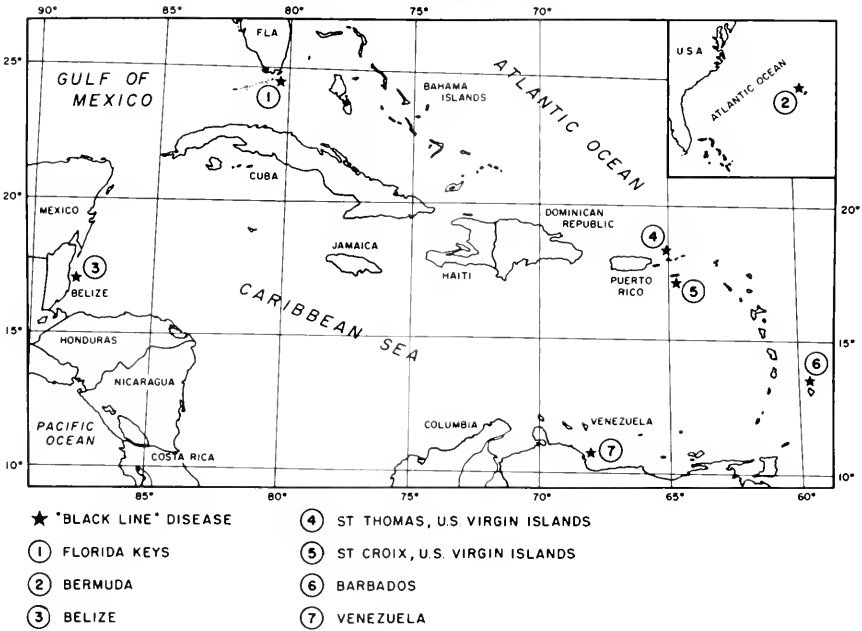 90°
85°
80°
75°
70°
25°
FLA
GULF OF
MEXICO
1
BAHAMA
ISLANDS
ATLANTIC OCEAN
USA
ATLANTIC OCEAN
2
CUBA
20°
20°
MEXICO
DOMINICAN
REPUBLIC
4
JAMAICA
HAITI
PUERTO
RICO
5
3
BELIZE
CARIBBEAN SEA
15°
15°
HONDURAS
6
NICARAGUA
PACIFIC
OCEAN
COLUMBIA
VENEZUELA
7
COSTA RICA
10°
10°
85°
80°
75°
70°
65°
60°
★ "BLACK LINE" DISEASE
1 FLORIDA KEYS
2 BERMUDA
3 BELIZE
4 ST THOMAS, U.S. VIRGIN ISLANDS
5 ST CROIX, U.S. VIRGIN ISLANDS
6 BARBADOS
7 VENEZUELA